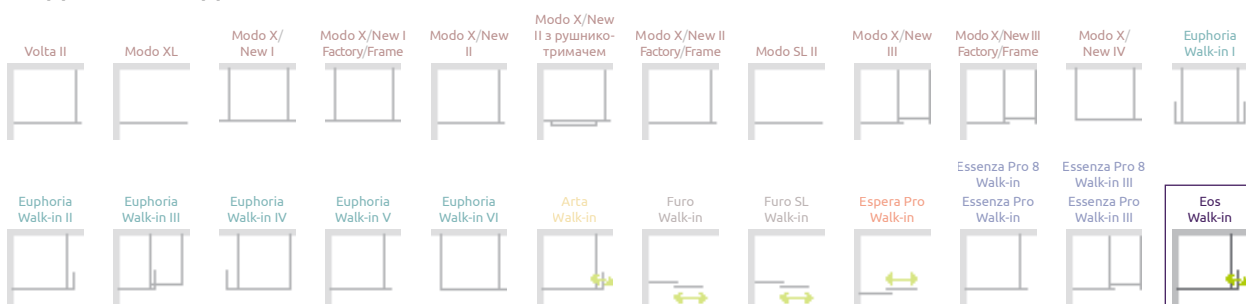 Volta II
Modo XL
Modo X/
New I
Modo X/New I
Factory/Frame
Modo X/New
II
Modo X/New
II з рушнико-
тримачем
Modo X/New II
Factory/Frame
Modo SL II
Modo X/New
III
Modo X/New III
Factory/Frame
Modo X/
New IV
Euphoria
Walk-in I
Euphoria
Walk-in II
Euphoria
Walk-in III
Euphoria
Walk-in IV
Euphoria
Walk-in V
Euphoria
Walk-in VI
Arta
Walk-in
Furo
Walk-in
Furo SL
Walk-in
Espera Pro
Walk-in
Essenza Pro 8
Walk-in
Essenza Pro
Walk-in
Essenza Pro 8
Walk-in III
Essenza Pro
Walk-in III
Eos
Walk-in